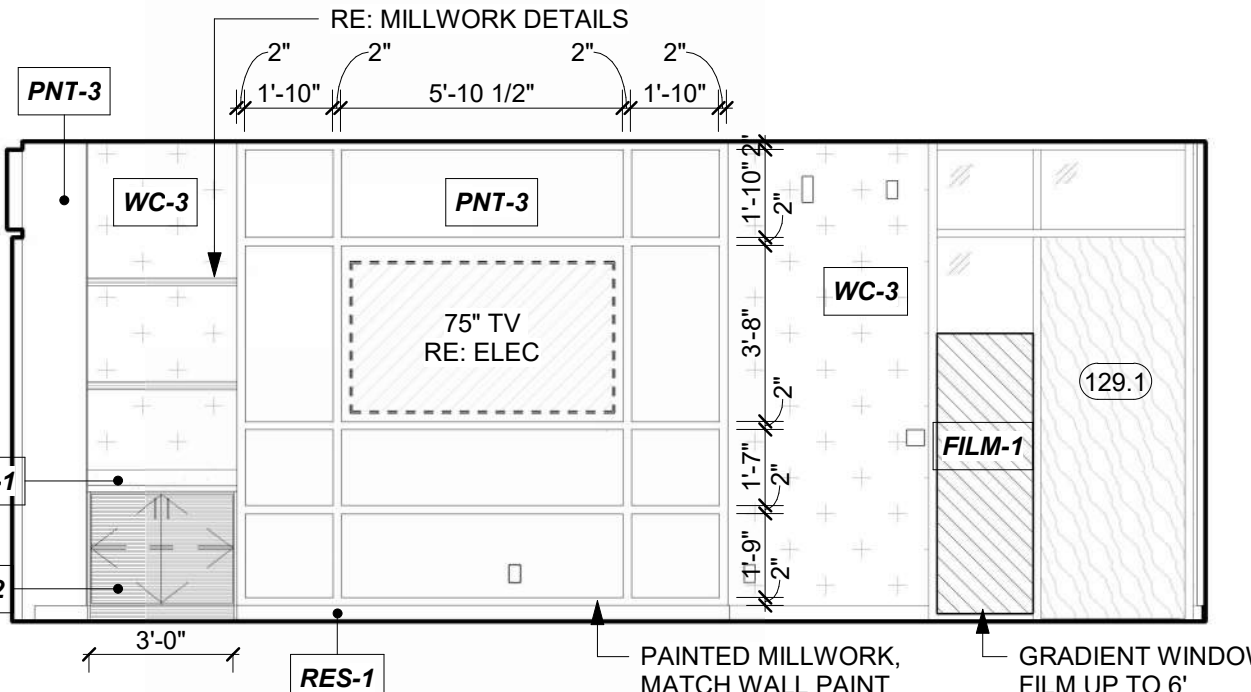 RE: MILLWORK DETAILS
2" 2" 2" 2"
1'-10" 5'-10 1/2" 1'-10"
PNT-3
WC-3
PNT-3
2"
1'-10"
2"
WC-3
75" TV
RE: ELEC
3'-8"
2"
129.1
FILM-1
1'-7"
2"
-1
1'-9"
2"
2
3'-0"
RES-1
PAINTED MILLWORK,
MATCH WALL PAINT
GRADIENT WINDOW
FILM UP TO 6'